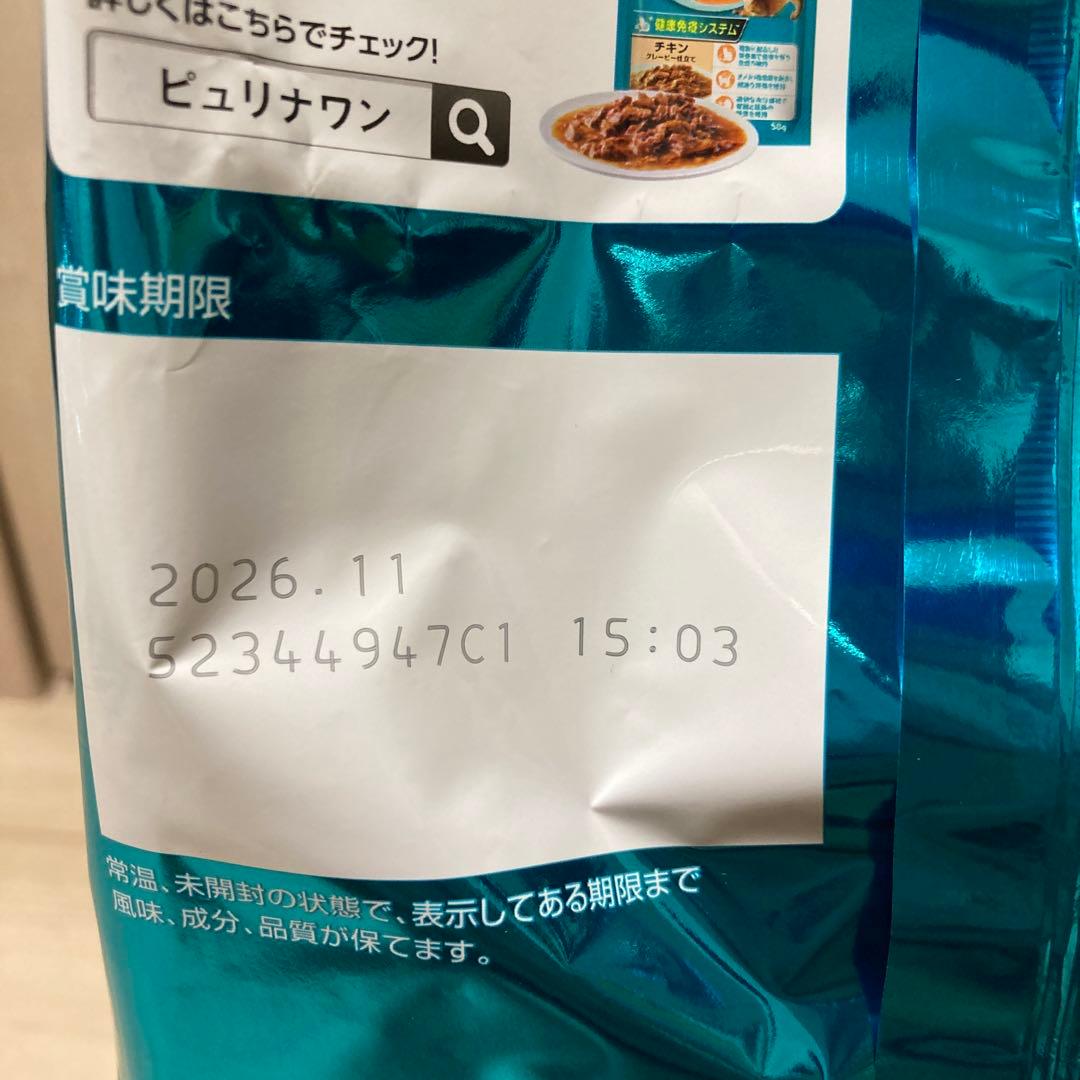 詳しくはこちらでチェック!
ピュリナワン
健康免疫システム
チキン
グレービー仕立て
50g
賞味期限
2026.11
52344947C1 15:03
常温、未開封の状態で、表示してある期限まで
風味、成分、品質が保てます。